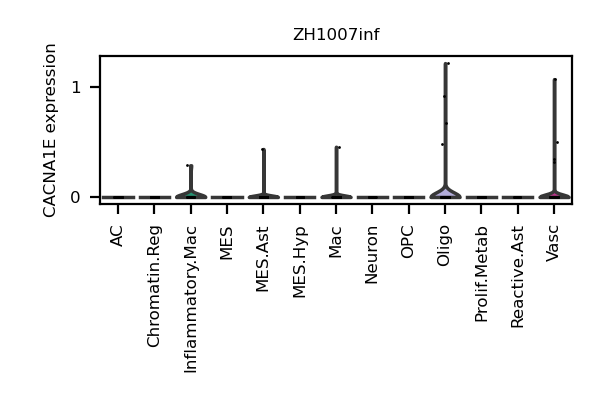 ZH1007inf
CACNA1E expression
1
0
AC
Chromatin.Reg
Inflammatory.Mac
MES
MES.Ast
MES.Hyp
Mac
Neuron
OPC
Oligo
Prolif.Metab
Reactive.Ast
Vasc